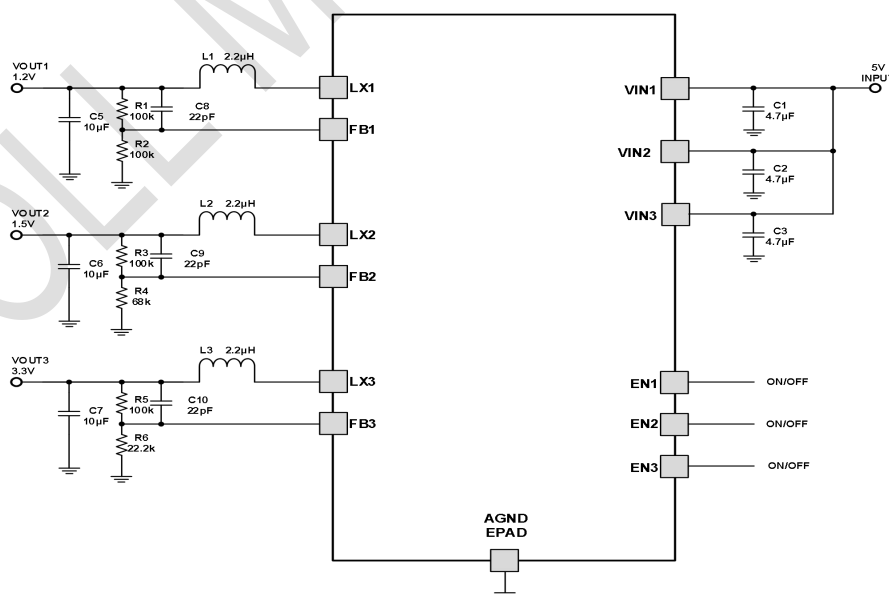 VOUT1
1.2V
L1 2.2µH
LX1
C5
10µF
R1
100k
C8
22pF
FB1
R2
100k
VOUT2
1.5V
L2 2.2µH
LX2
C6
10µF
R3
100k
C9
22pF
FB2
R4
68k
VOUT3
3.3V
L3 2.2µH
LX3
C7
10µF
R5
100k
C10
22pF
FB3
R6
22.2k
VIN1
5V
INPUT
C1
4.7µF
VIN2
C2
4.7µF
VIN3
C3
4.7µF
EN1 ON/OFF
EN2 ON/OFF
EN3 ON/OFF
AGND
EPAD